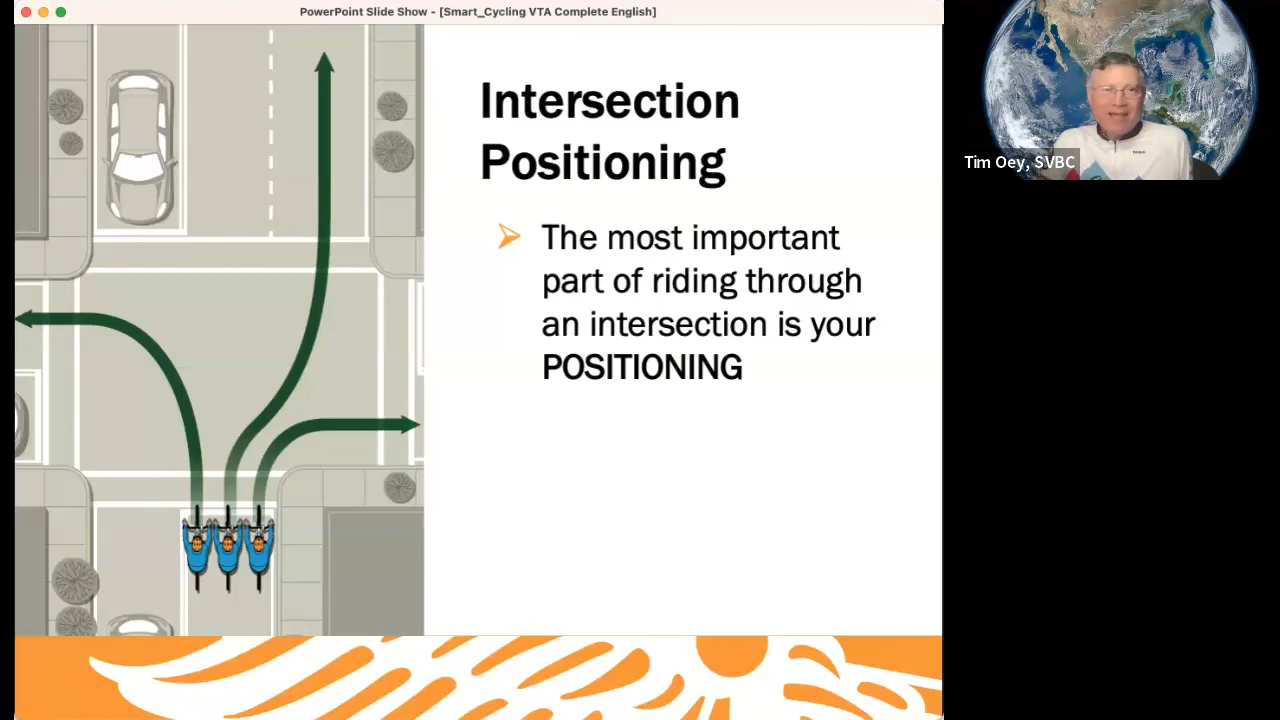 PowerPoint Slide Show - [Smart_Cycling VTA Complete English]
Intersection
Positioning
The most important
part of riding through
an intersection is your
POSITIONING
Tim Oey, SVBC